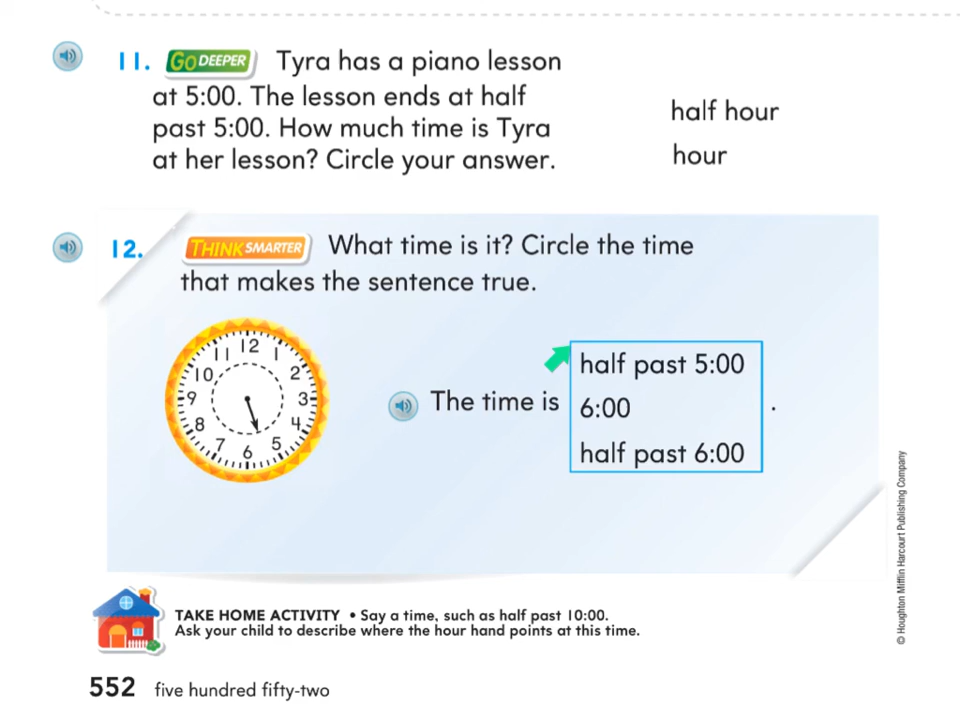 11. GO DEEPER Tyra has a piano lesson
at 5:00. The lesson ends at half
past 5:00. How much time is Tyra
at her lesson? Circle your answer.
half hour
hour
12. THINK SMARTER What time is it? Circle the time
that makes the sentence true.
12
11 1
10 2
9 3
8 4
7 5
6
The time is
half past 5:00
6:00
half past 6:00
.
© Houghton Mifflin Harcourt Publishing Company
TAKE HOME ACTIVITY • Say a time, such as half past 10:00.
Ask your child to describe where the hour hand points at this time.
552 five hundred fifty-two